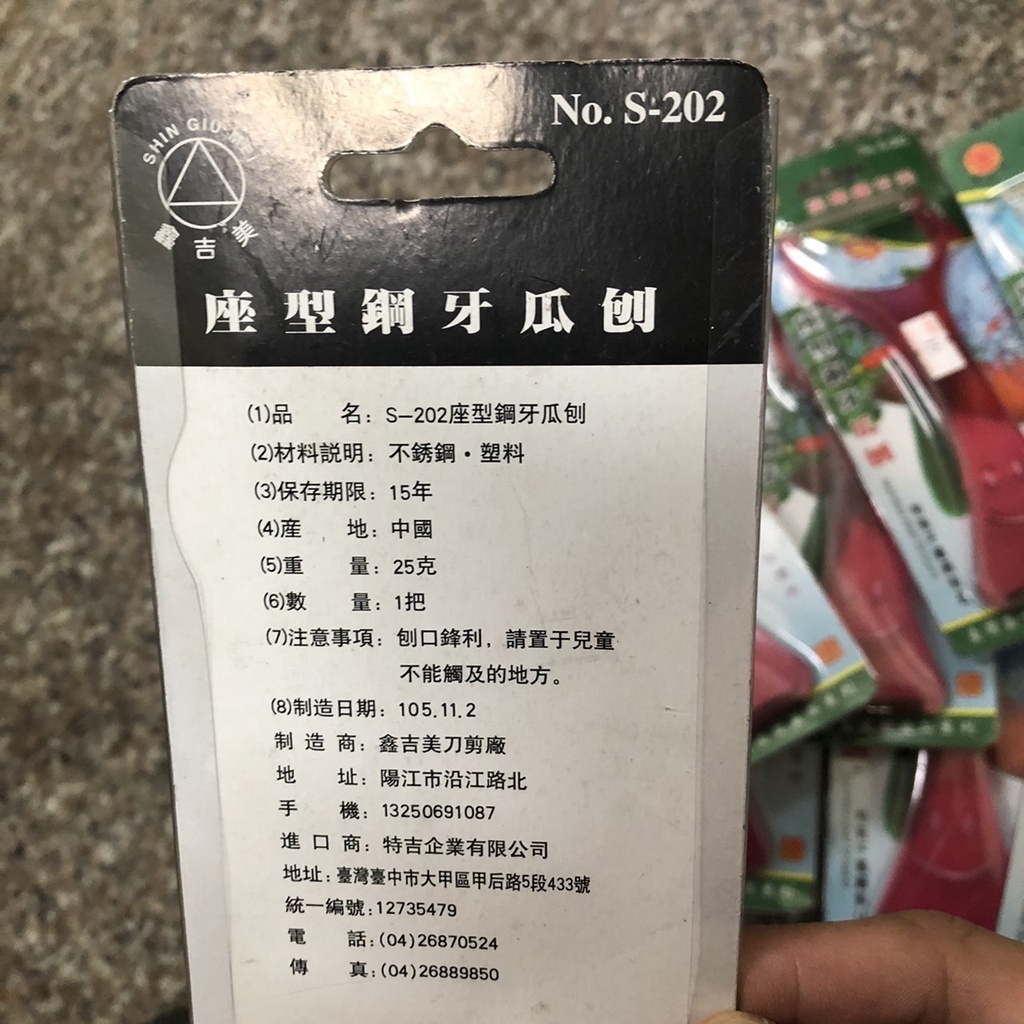 No. S-202
SHIN GIU
鑫吉美
座型鋼牙瓜刨
(1)品　　名：S-202座型鋼牙瓜刨
(2)材料説明：不銹鋼・塑料
(3)保存期限：15年
(4)産　　地：中國
(5)重　　量：25克
(6)數　　量：1把
(7)注意事項：刨口鋒利，請置于兒童
不能觸及的地方。
(8)制造日期：105.11.2
制 造 商：鑫吉美刀剪廠
地　　址：陽江市沿江路北
手　　機：13250691087
進 口 商：特吉企業有限公司
地址：臺灣臺中市大甲區甲后路5段433號
統一編號:12735479
電　　話:(04)26870524
傳　　真:(04)26889850